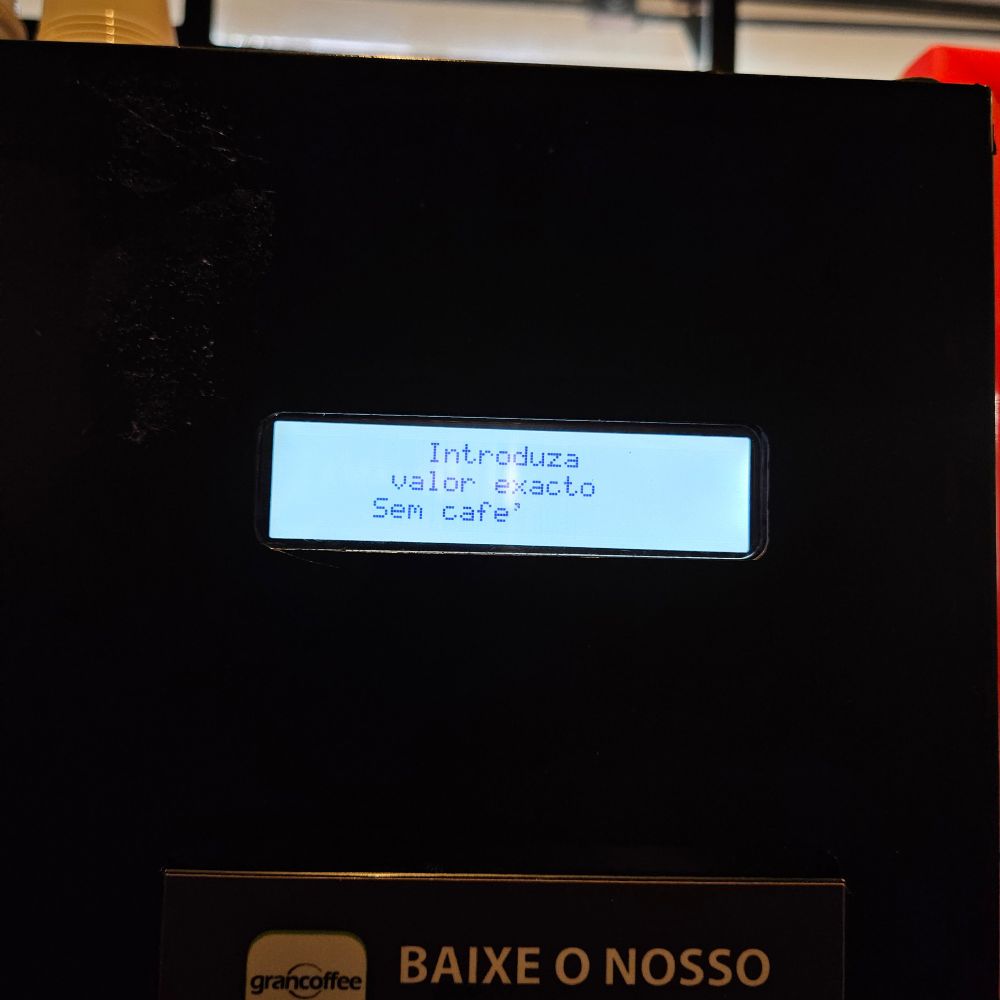 Introduza
valor exacto
Sem cafe'
grancoffee
BAIXE O NOSSO